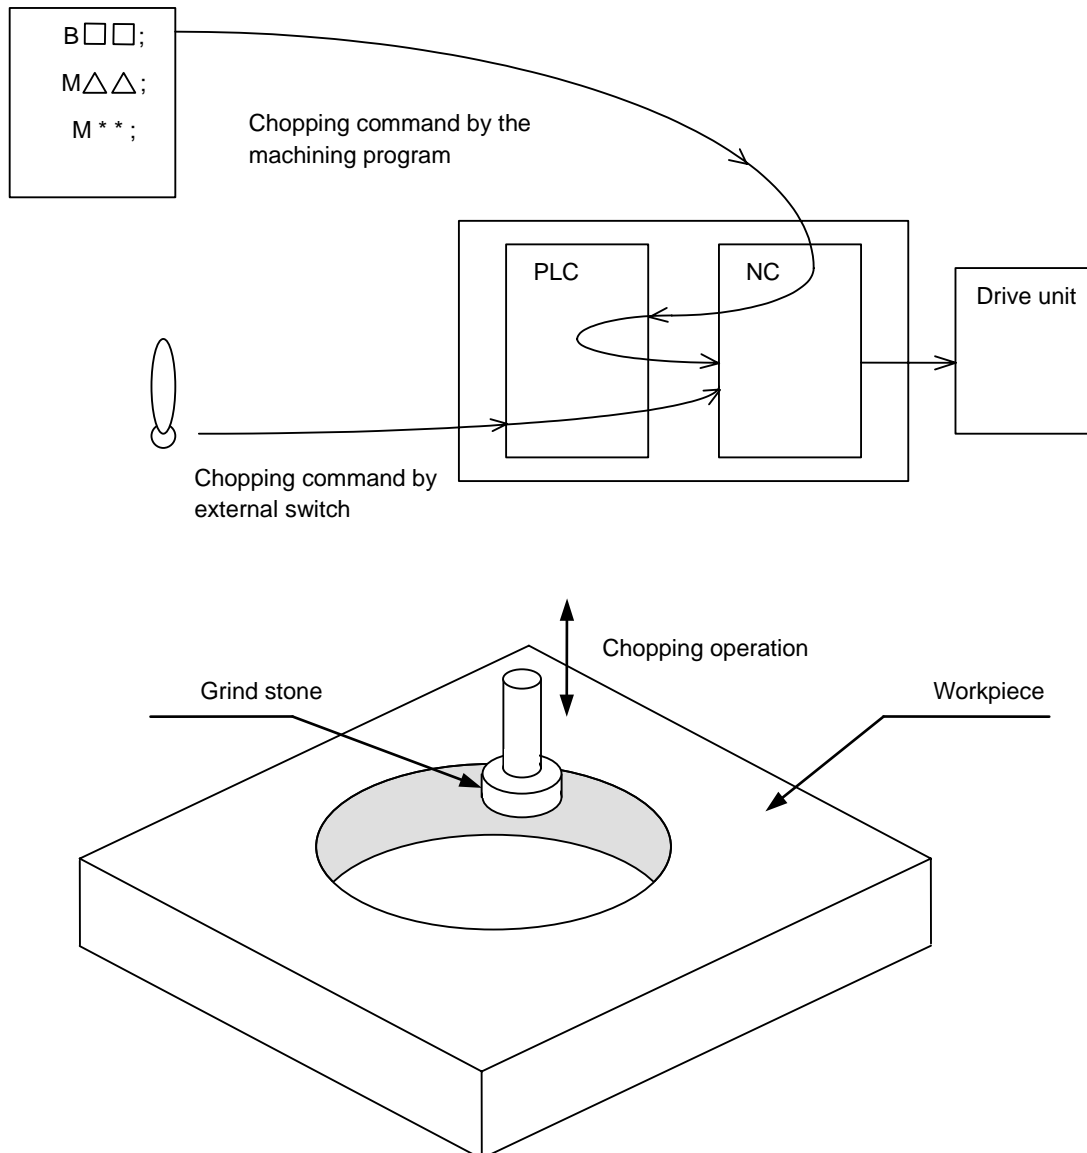 B□□;
M△△;
M**;
Chopping command by the
machining program
PLC
NC
Drive unit
Chopping command by
external switch
Chopping operation
Grind stone
Workpiece